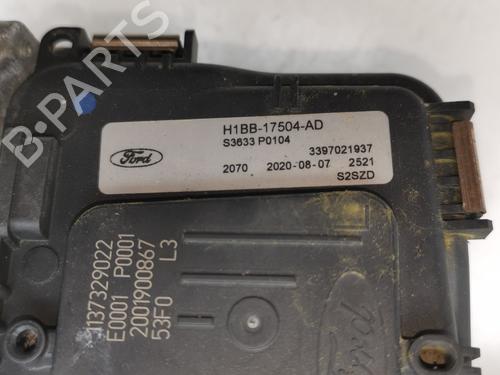 B-PARTS
H1BB-17504-AD
S3633 P0104
3397021937
Ford
2070 2020-08-07 2521
S2SZD
1137329022
E0001 P0001
2001900867
53F0 L3